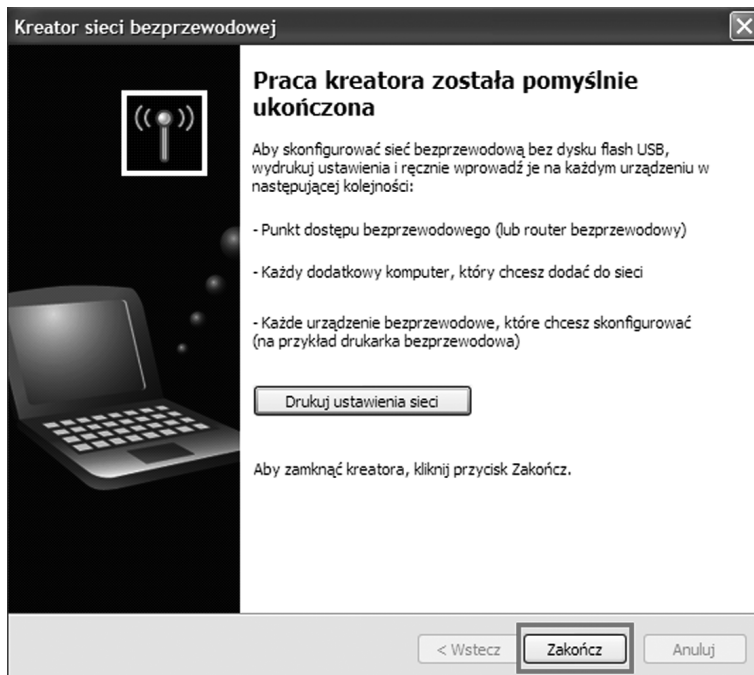 Kreator sieci bezprzewodowej
Praca kreatora została pomyślnie
ukończona
Aby skonfigurować sieć bezprzewodową bez dysku flash USB,
wydrukuj ustawienia i ręcznie wprowadź je na każdym urządzeniu w
następującej kolejności:
- Punkt dostępu bezprzewodowego (lub router bezprzewodowy)
- Każdy dodatkowy komputer, który chcesz dodać do sieci
- Każde urządzenie bezprzewodowe, które chcesz skonfigurować
(na przykład drukarka bezprzewodowa)
Drukuj ustawienia sieci
Aby zamknąć kreatora, kliknij przycisk Zakończ.
< Wstecz
Zakończ
Anuluj